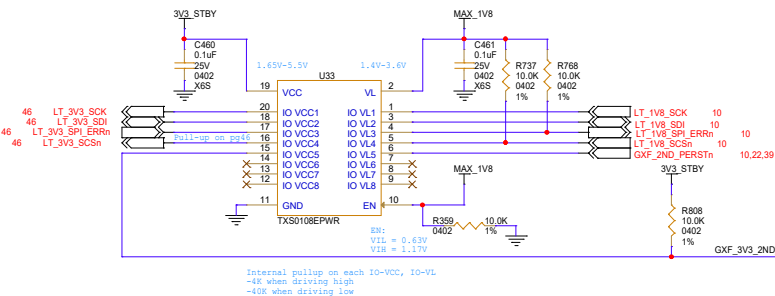 3V3_STBY
MAX_1V8
C460
0.1uF
25V
0402
X6S
1.65V-5.5V
1.4V-3.6V
C461
0.1uF
25V
0402
X6S
R737
10.0K
0402
1%
R768
10.0K
0402
1%
U33
19 VCC VL 2
46 LT_3V3_SCK 20 IO VCC1 IO VL1 1 LT_1V8_SCK 10
46 LT_3V3_SDI 18 IO VCC2 IO VL2 3 LT_1V8_SDI 10
46 LT_3V3_SPI_ERRn 17 IO VCC3 IO VL3 4 LT_1V8_SPI_ERRn 10
46 LT_3V3_SCSn Pull-up on pg46 16 IO VCC4 IO VL4 5 LT_1V8_SCSn 10
15 IO VCC5 IO VL5 6 GXF_2ND_PERSTn 10,22,39
14 IO VCC6 IO VL6 7
13 IO VCC7 IO VL7 8
12 IO VCC8 IO VL8 9
MAX_1V8
3V3_STBY
11 GND EN 10
TXS0108EPWR
R359 10.0K
0402 1%
R808
10.0K
0402
1%
EN:
VIL = 0.63V
VIH = 1.17V
GXF_3V3_2ND
Internal pullup on each IO-VCC, IO-VL
-4K when driving high
-40K when driving low